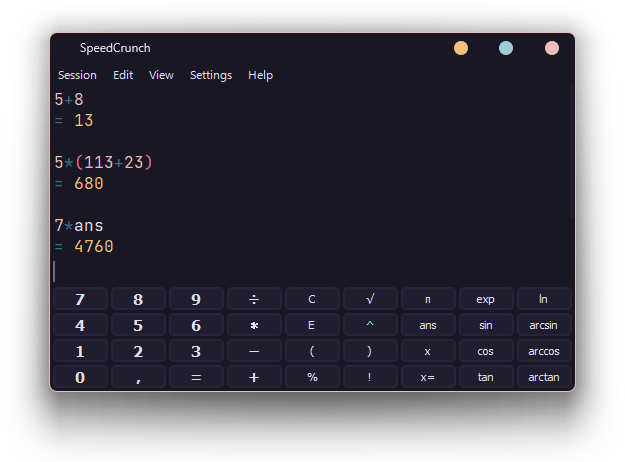 SpeedCrunch
Session Edit View Settings Help
5+8
= 13
5*(113+23)
= 680
7*ans
= 4760
7 8 9 ÷ C √ π exp ln
4 5 6 * E ^ ans sin arcsin
1 2 3 − ( ) x cos arccos
0 , = + % ! x= tan arctan